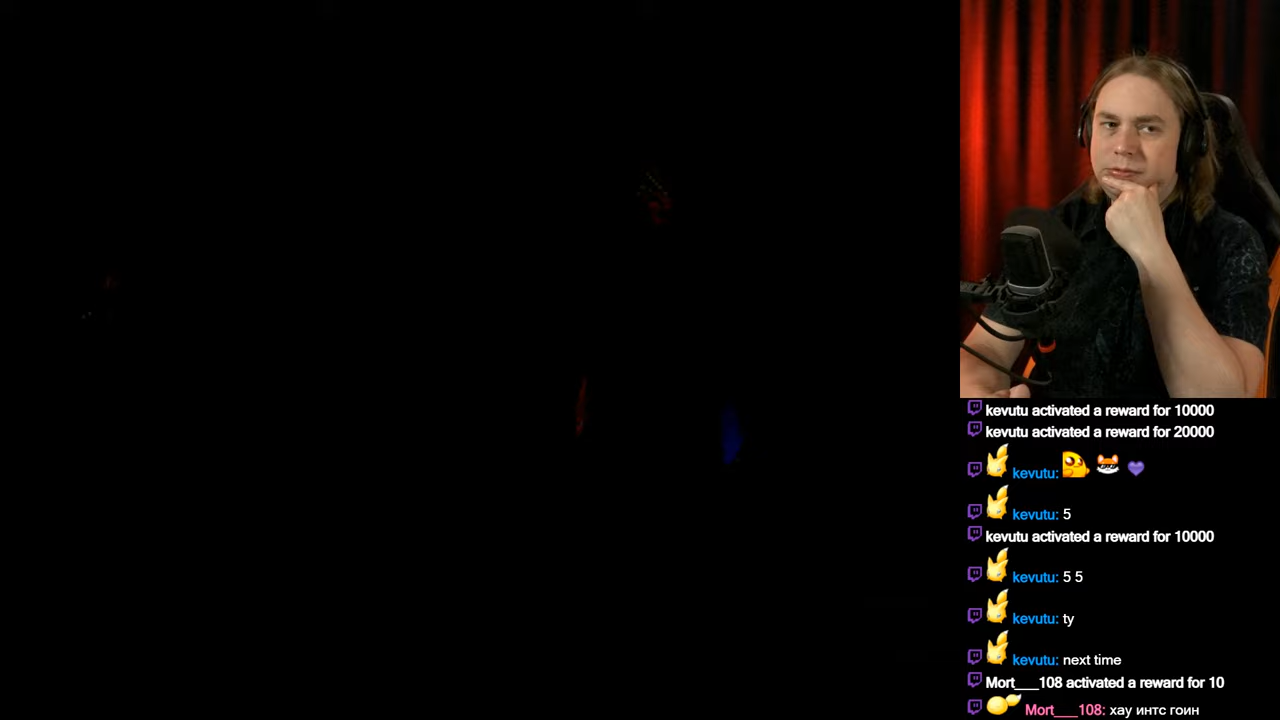 kevutu activated a reward for 10000
kevutu activated a reward for 20000
kevutu:
kevutu: 5
kevutu activated a reward for 10000
kevutu: 5 5
kevutu: ty
kevutu: next time
Mort___108 activated a reward for 10
Mort___108: хау интс гоин